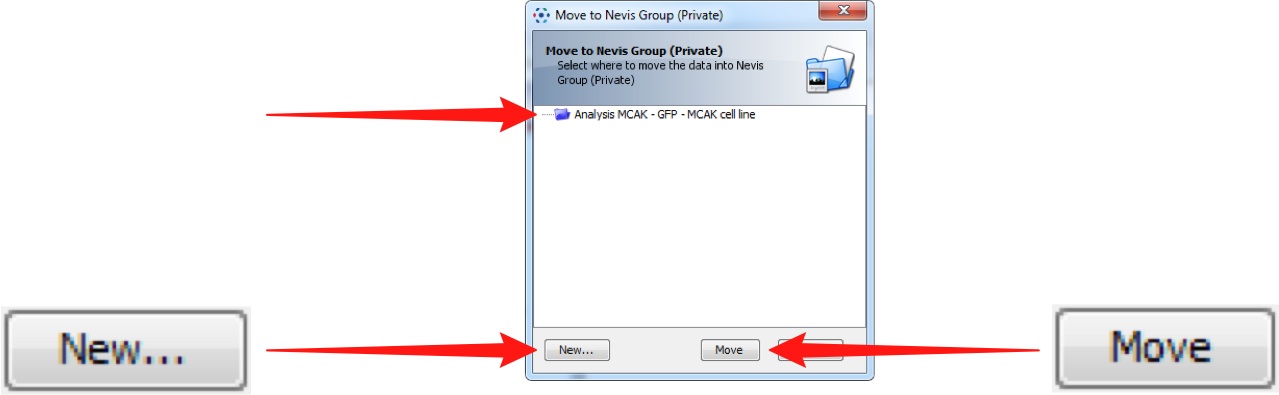 Move to Nevis Group (Private)
Move to Nevis Group (Private)
Select where to move the data into Nevis
Group (Private)
Analysis MCAK - GFP - MCAK cell line
New...
New...
Move
Move